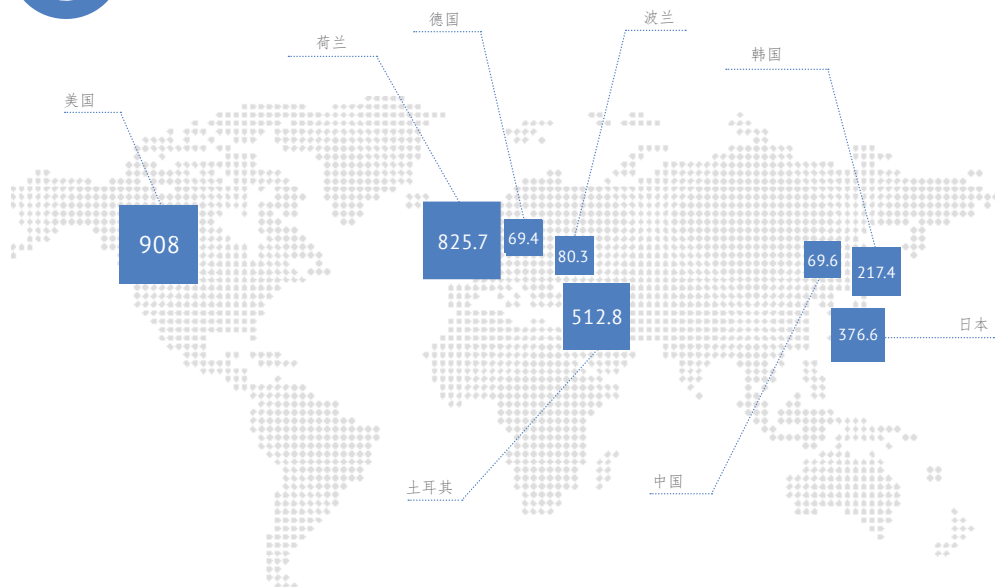 德国
波兰
荷兰
韩国
美国
908
825.7
69.4
80.3
69.6
217.4
512.8
376.6
日本
土耳其
中国